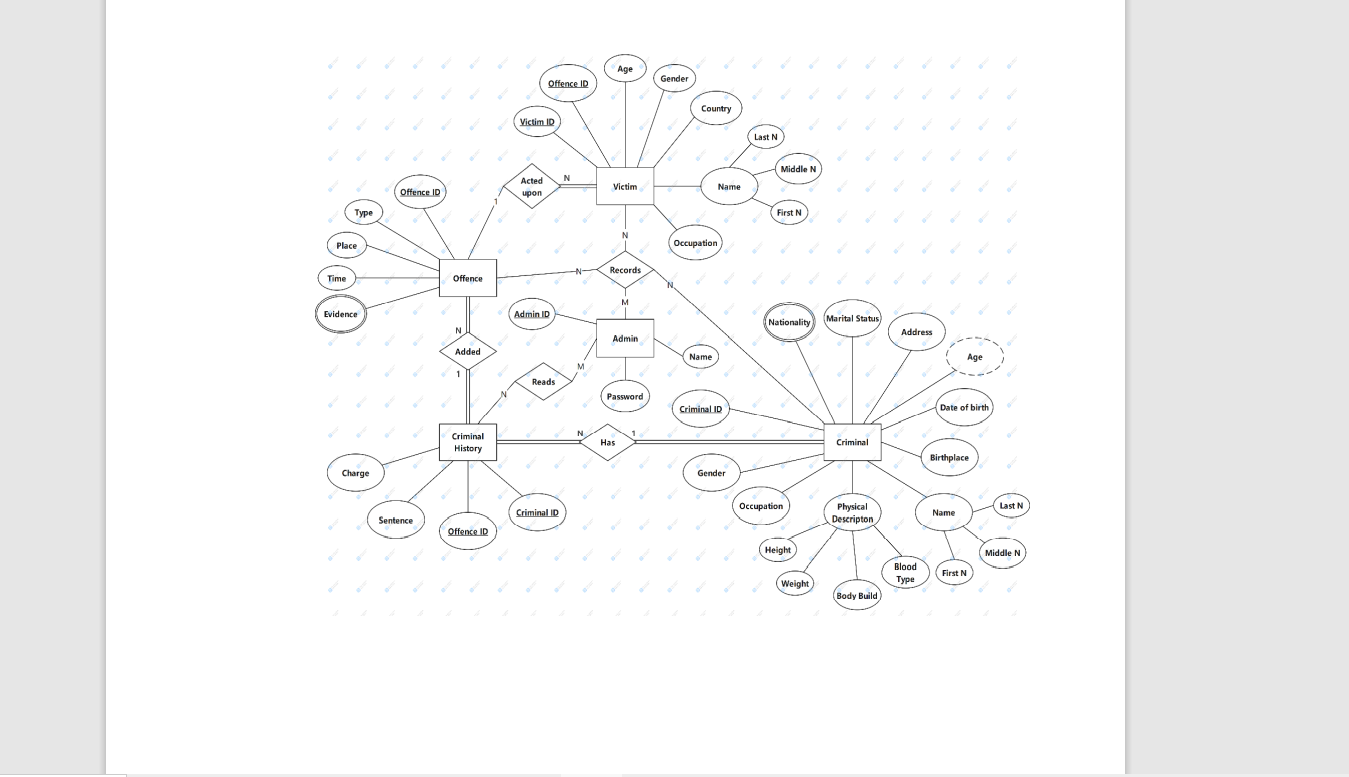 Age
Offence ID
Gender
Country
Victim ID
Last N
Middle N
Name
First N
Occupation
Victim
N
Acted
upon
1
Offence ID
Type
Place
Time
Evidence
Offence
N
Records
N
N
M
Admin ID
Admin
Name
Password
M
Reads
N
N
Added
1
Nationality
Marital Status
Address
Age
Date of birth
Birthplace
Criminal ID
Criminal
Criminal
History
N
Has
1
Charge
Sentence
Offence ID
Criminal ID
Gender
Occupation
Physical
Descripton
Name
Last N
Middle N
First N
Height
Weight
Body Build
Blood
Type